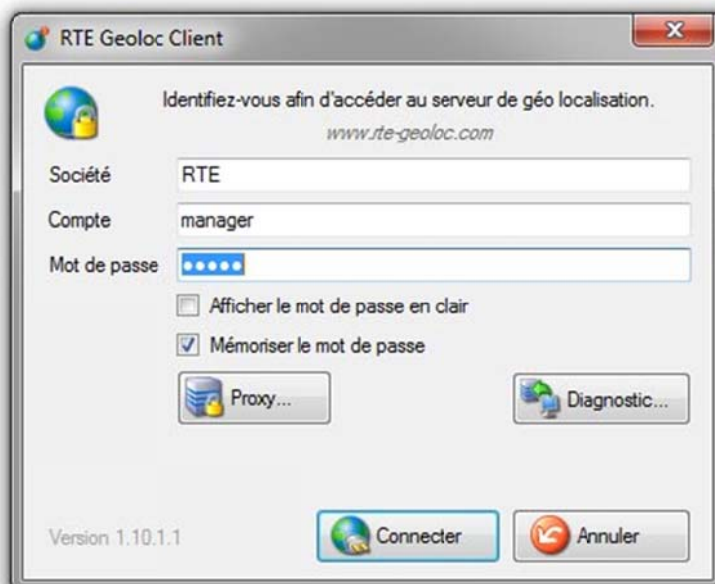 RTE Geoloc Client
Identifiez-vous afin d'accéder au serveur de géo localisation.
www.rte-geoloc.com
Société RTE
Compte manager
Mot de passe •••••
Afficher le mot de passe en clair
Mémoriser le mot de passe
Proxy... Diagnostic...
Version 1.10.1.1 Connecter Annuler